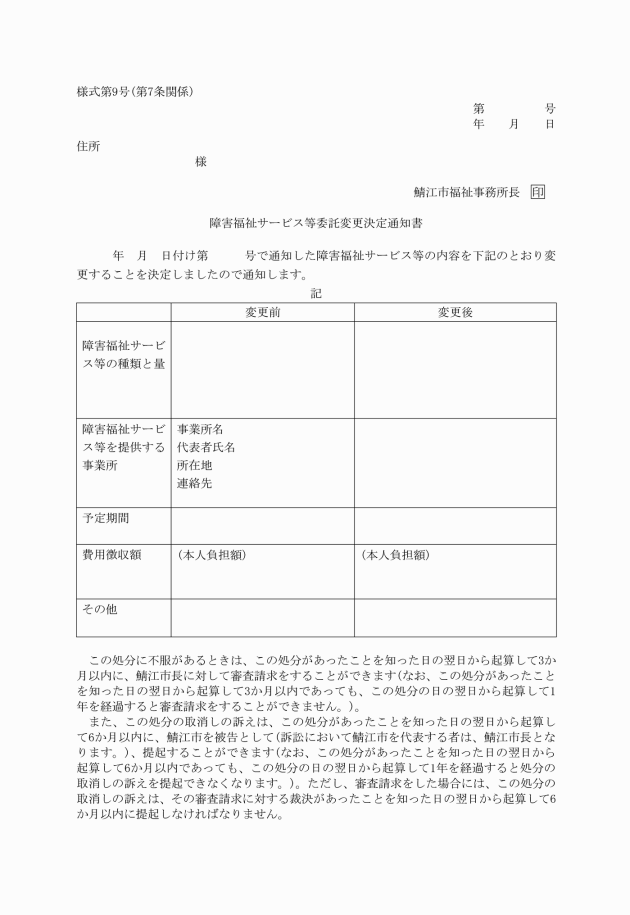 様式第9号(第7条関係)
第　　　　　号
年　　月　　日
住所
様
鯖江市福祉事務所長　印
障害福祉サービス等委託変更決定通知書
年　月　日付け第　　　号で通知した障害福祉サービス等の内容を下記のとおり変
更することを決定しましたので通知します。
記
変更前　変更後
障害福祉サービ
ス等の種類と量
障害福祉サービ
ス等を提供する
事業所
事業所名
代表者氏名
所在地
連絡先
予定期間
費用徴収額　(本人負担額)　(本人負担額)
その他
この処分に不服があるときは、この処分があったことを知った日の翌日から起算して3か
月以内に、鯖江市長に対して審査請求をすることができます(なお、この処分があったこと
を知った日の翌日から起算して3か月以内であっても、この処分の日の翌日から起算して1
年を経過すると審査請求をすることができません。)。
また、この処分の取消しの訴えは、この処分があったことを知った日の翌日から起算し
て6か月以内に、鯖江市を被告として(訴訟において鯖江市を代表する者は、鯖江市長とな
ります。)、提起することができます(なお、この処分があったことを知った日の翌日から
起算して6か月以内であっても、この処分の日の翌日から起算して1年を経過すると処分の
取消しの訴えを提起できなくなります。)。ただし、審査請求をした場合には、この処分の
取消しの訴えは、その審査請求に対する裁決があったことを知った日の翌日から起算して6
か月以内に提起しなければなりません。